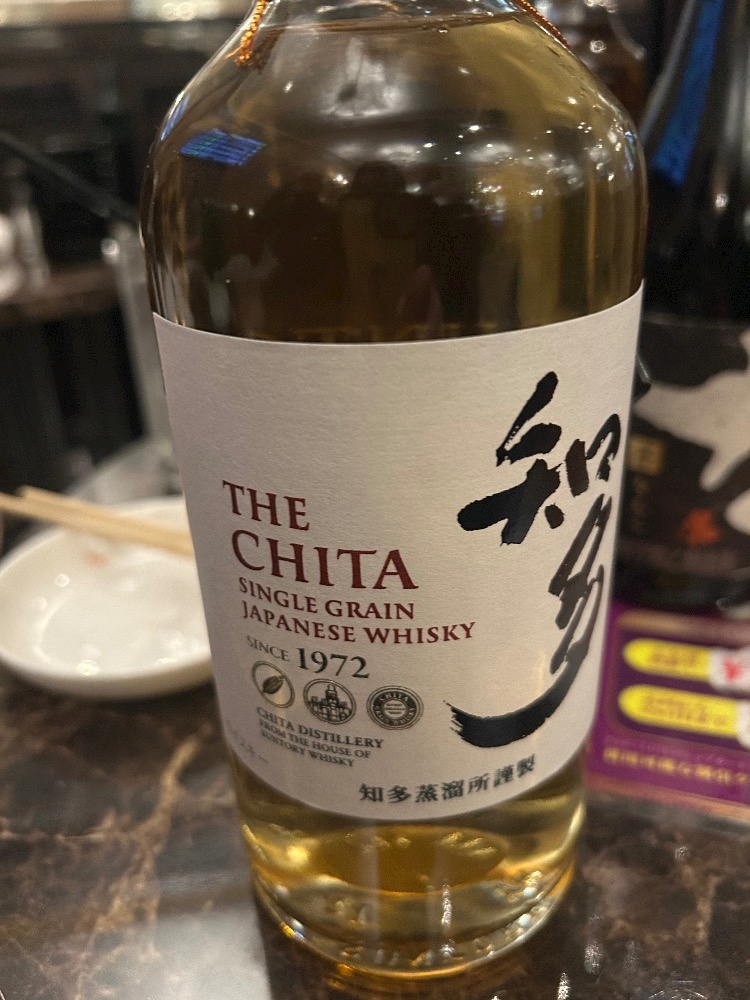 知多
THE
CHITA
SINGLE GRAIN
JAPANESE WHISKY
SINCE 1972
CHITA DISTILLERY
FROM THE HOUSE OF
SUNTORY WHISKY
知多蒸溜所謹製